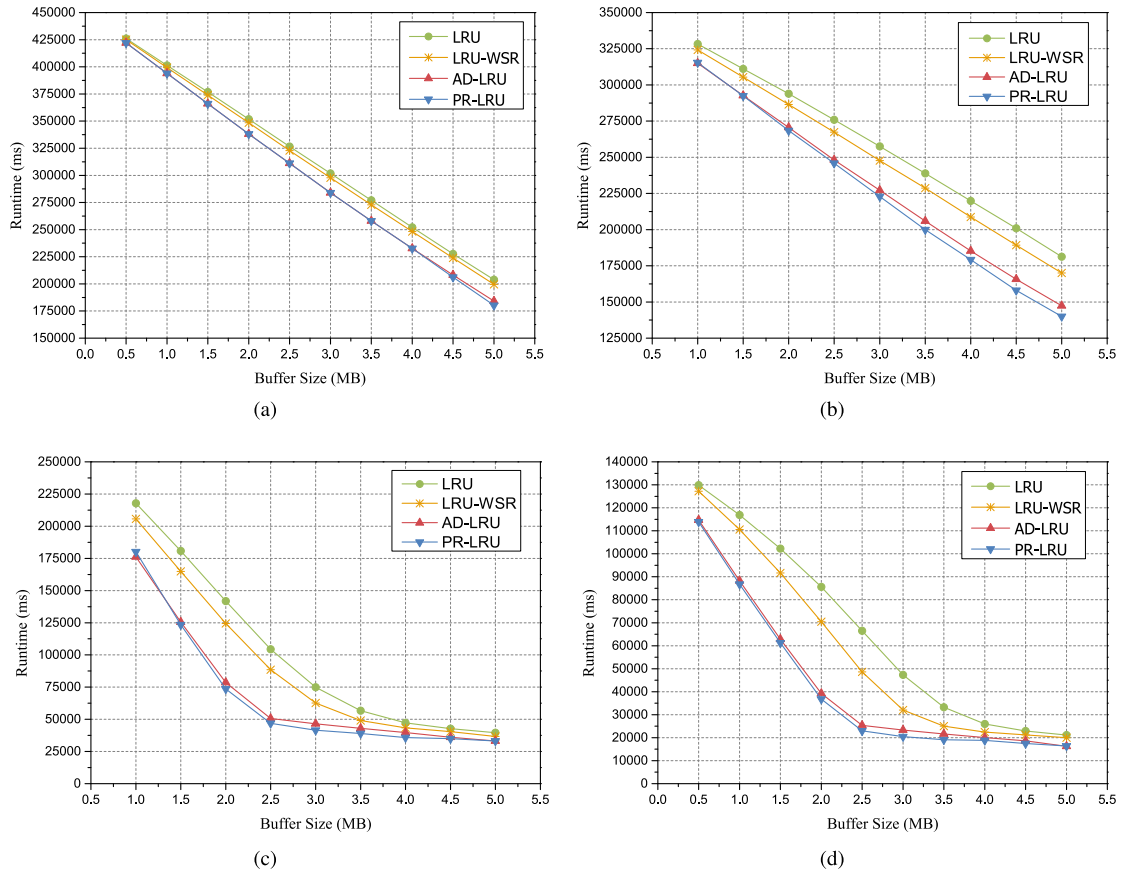 450000
425000
400000
375000
350000
325000
300000
275000
250000
225000
200000
175000
150000
Runtime (ms)
LRU
LRU-WSR
AD-LRU
PR-LRU
0.0 0.5 1.0 1.5 2.0 2.5 3.0 3.5 4.0 4.5 5.0 5.5
Buffer Size (MB)
(a)
350000
325000
300000
275000
250000
225000
200000
175000
150000
125000
Runtime (ms)
LRU
LRU-WSR
AD-LRU
PR-LRU
0.5 1.0 1.5 2.0 2.5 3.0 3.5 4.0 4.5 5.0 5.5
Buffer Size (MB)
(b)
250000
225000
200000
175000
150000
125000
100000
75000
50000
25000
0
Runtime (ms)
LRU
LRU-WSR
AD-LRU
PR-LRU
0.5 1.0 1.5 2.0 2.5 3.0 3.5 4.0 4.5 5.0 5.5
Buffer Size (MB)
(c)
140000
130000
120000
110000
100000
90000
80000
70000
60000
50000
40000
30000
20000
10000
0
Runtime (ms)
LRU
LRU-WSR
AD-LRU
PR-LRU
0.0 0.5 1.0 1.5 2.0 2.5 3.0 3.5 4.0 4.5 5.0 5.5
Buffer Size (MB)
(d)